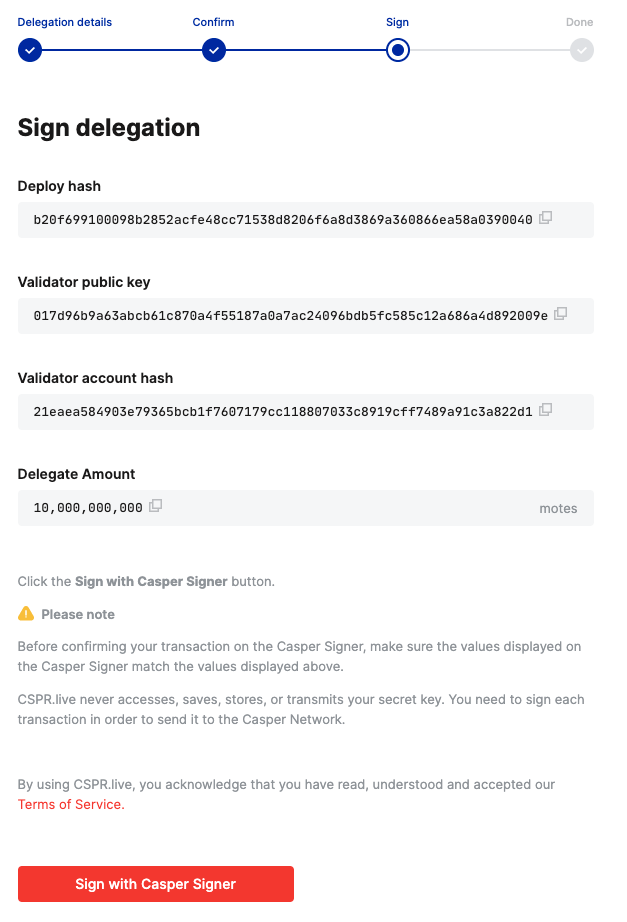 Delegation details
Confirm
Sign
Done
Sign delegation
Deploy hash
b20f699100098b2852acfe48cc71538d8206f6a8d3869a360866ea58a0390040
Validator public key
017d96b9a63abcb61c870a4f55187a0a7ac24096bdb5fc585c12a686a4d892009e
Validator account hash
21eaea584903e79365bcb1f7607179cc118807033c8919cff7489a91c3a822d1
Delegate Amount
10,000,000,000
motes
Click the Sign with Casper Signer button.
Please note
Before confirming your transaction on the Casper Signer, make sure the values displayed on
the Casper Signer match the values displayed above.
CSPR.live never accesses, saves, stores, or transmits your secret key. You need to sign each
transaction in order to send it to the Casper Network.
By using CSPR.live, you acknowledge that you have read, understood and accepted our
Terms of Service.
Sign with Casper Signer